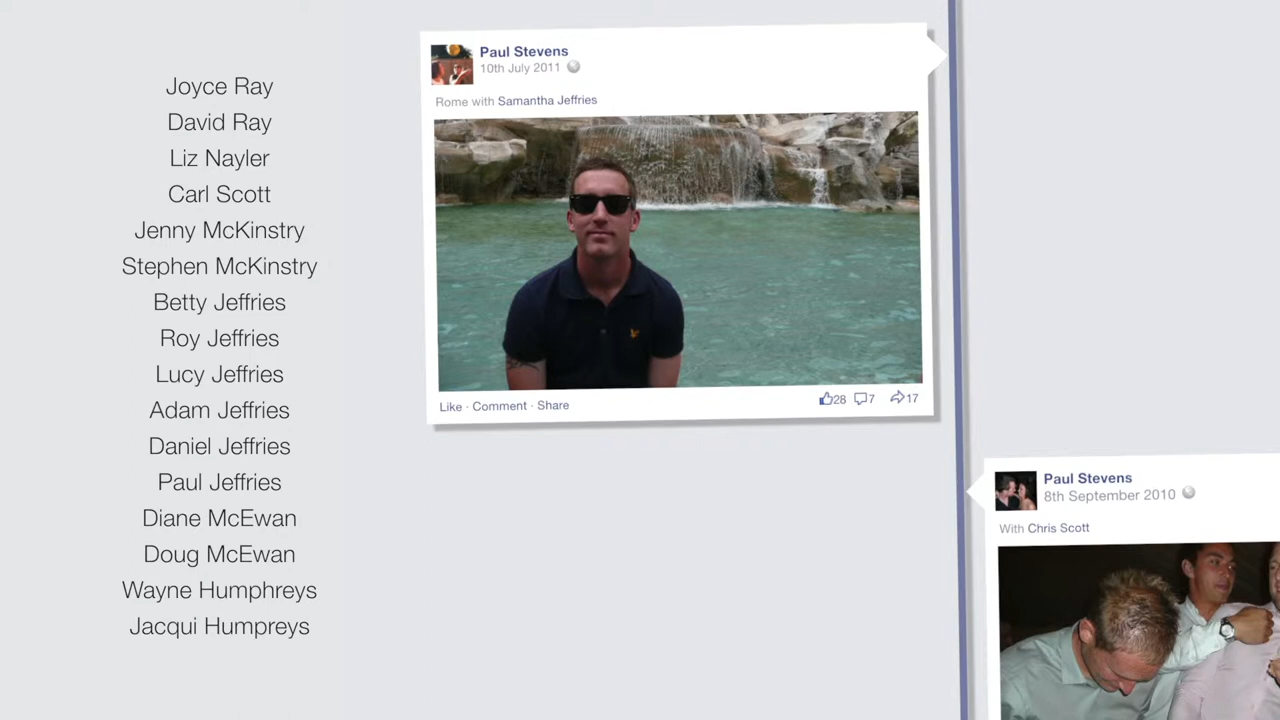 Joyce Ray
David Ray
Liz Nayler
Carl Scott
Jenny McKinstry
Stephen McKinstry
Betty Jeffries
Roy Jeffries
Lucy Jeffries
Adam Jeffries
Daniel Jeffries
Paul Jeffries
Diane McEwan
Doug McEwan
Wayne Humphreys
Jacqui Humpreys
Paul Stevens
10th July 2011
Rome with Samantha Jeffries
Like · Comment · Share 28 7 17
Paul Stevens
8th September 2010
With Chris Scott